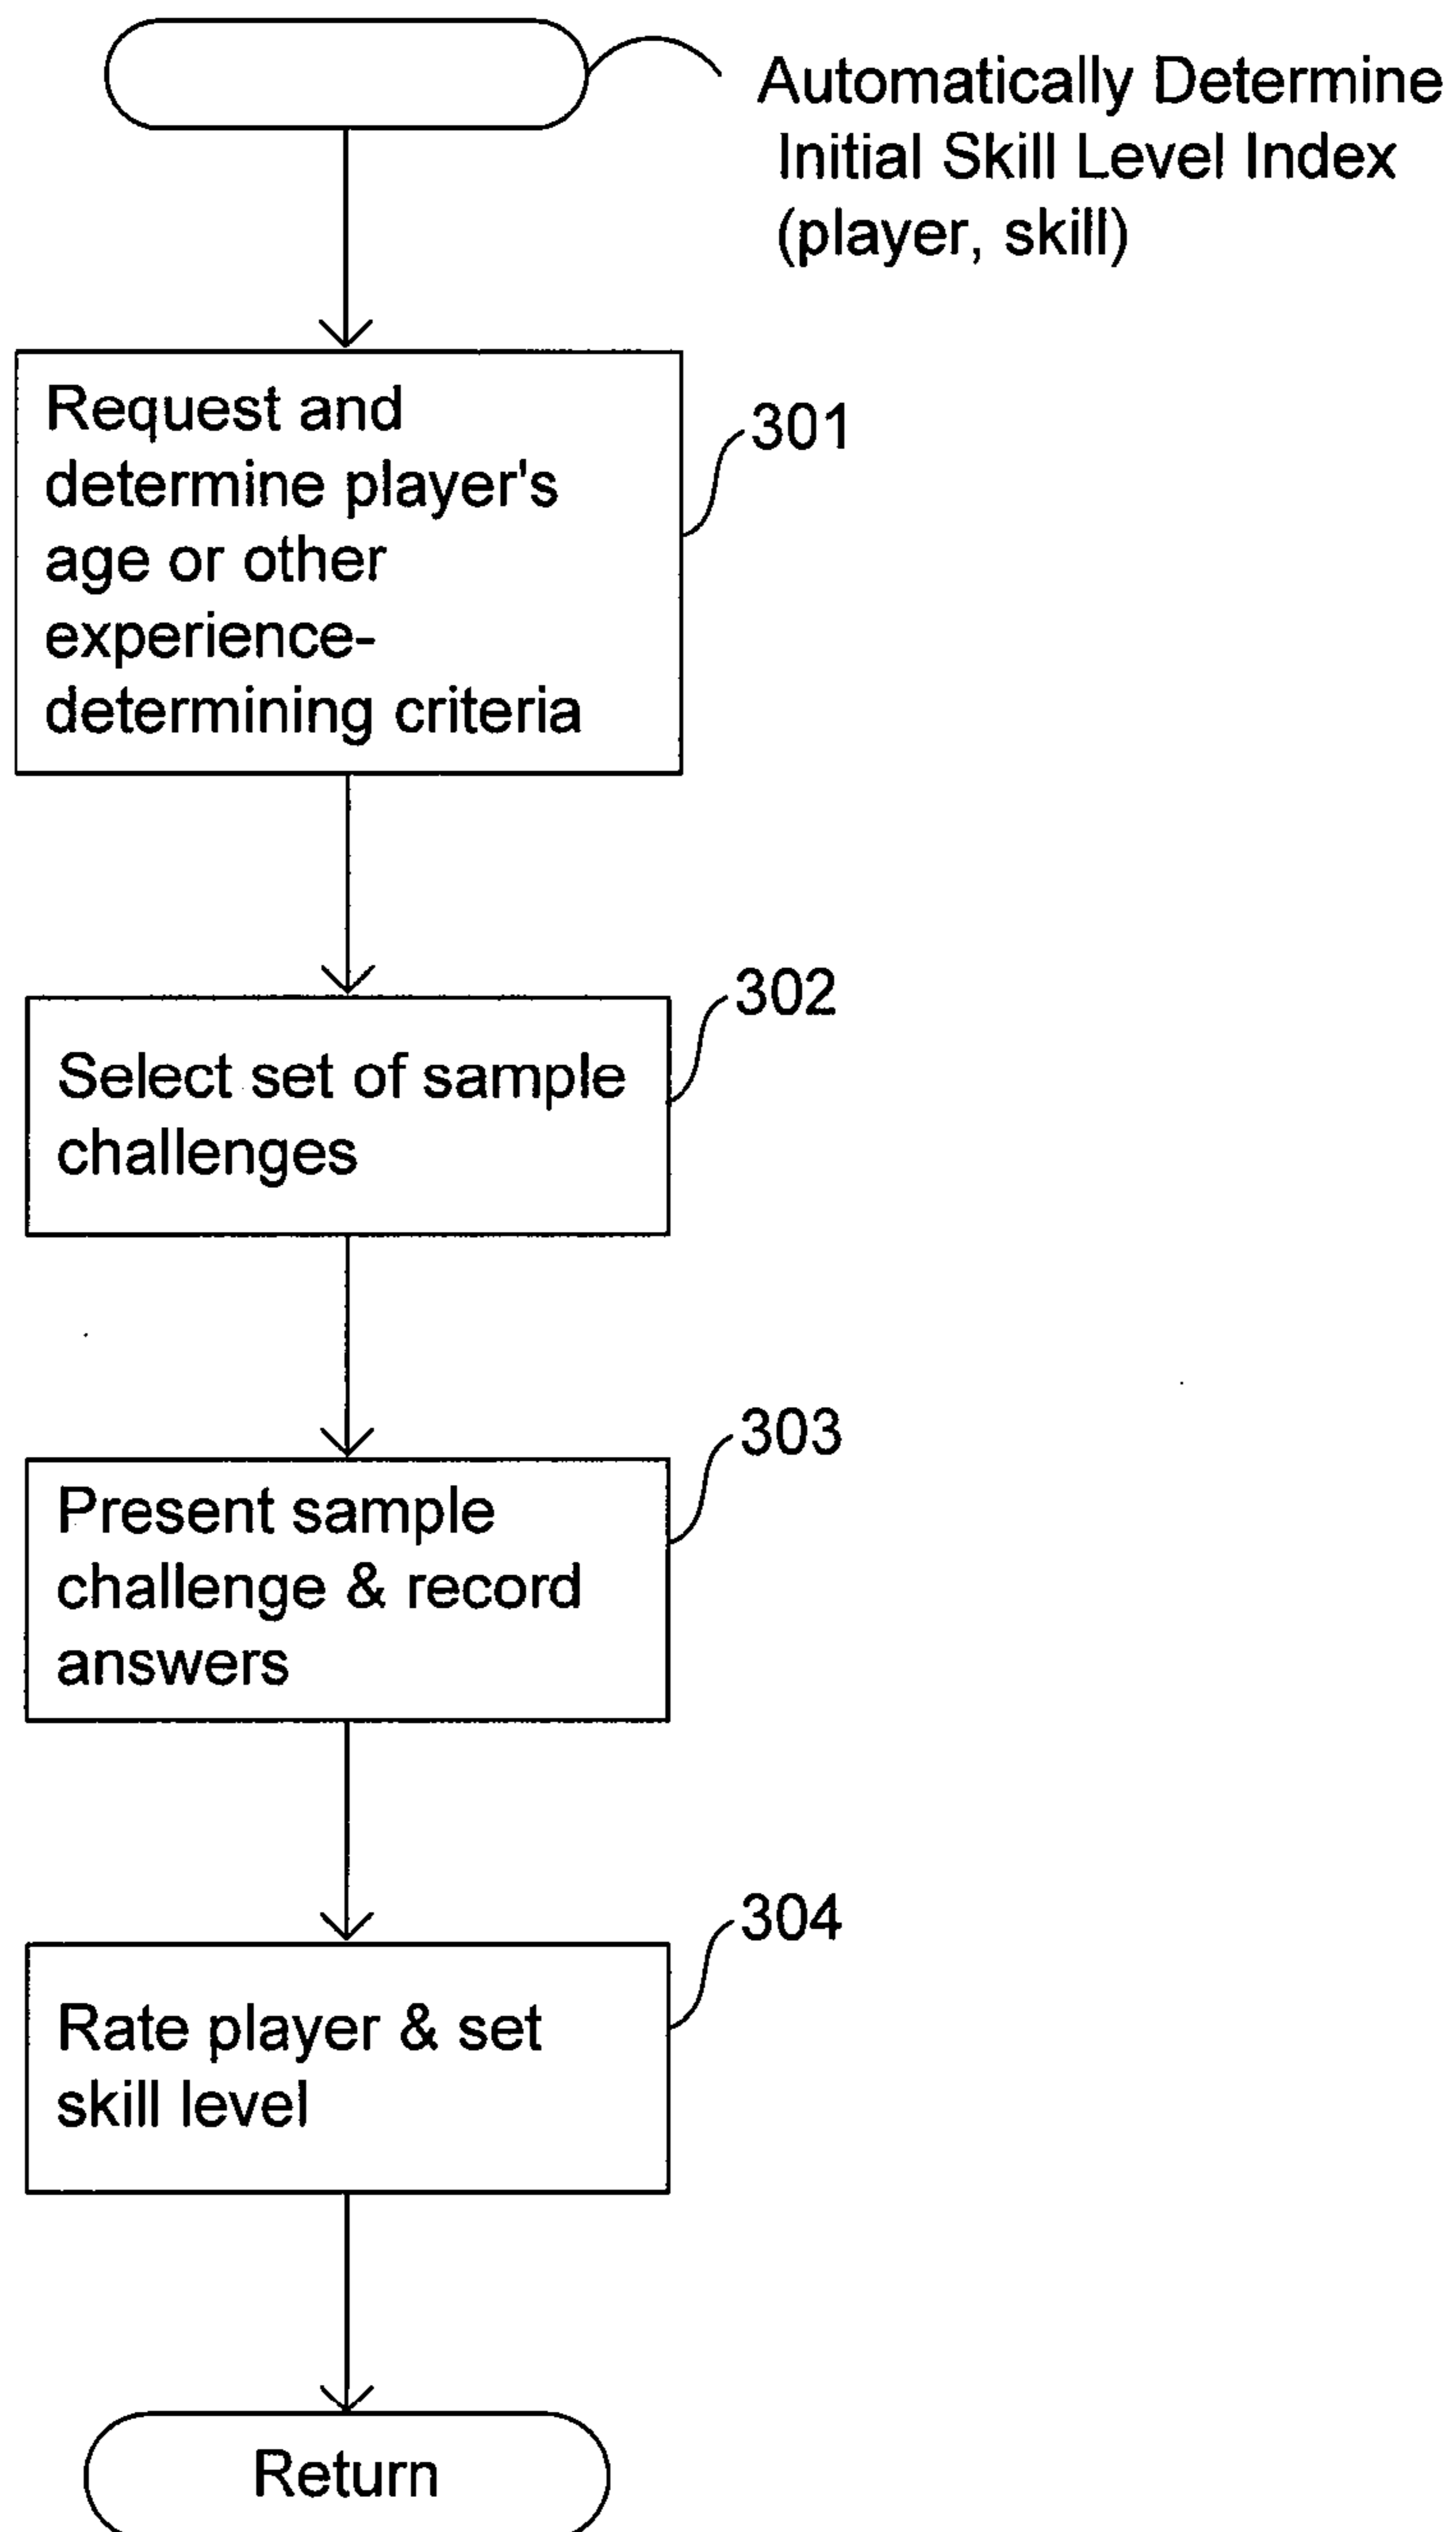 Automatically Determine
Initial Skill Level Index
(player, skill)
Request and
determine player's
age or other
experience-
determining criteria
301
302
Select set of sample
challenges
303
Present sample
challenge & record
answers
304
Rate player & set
skill level
Return